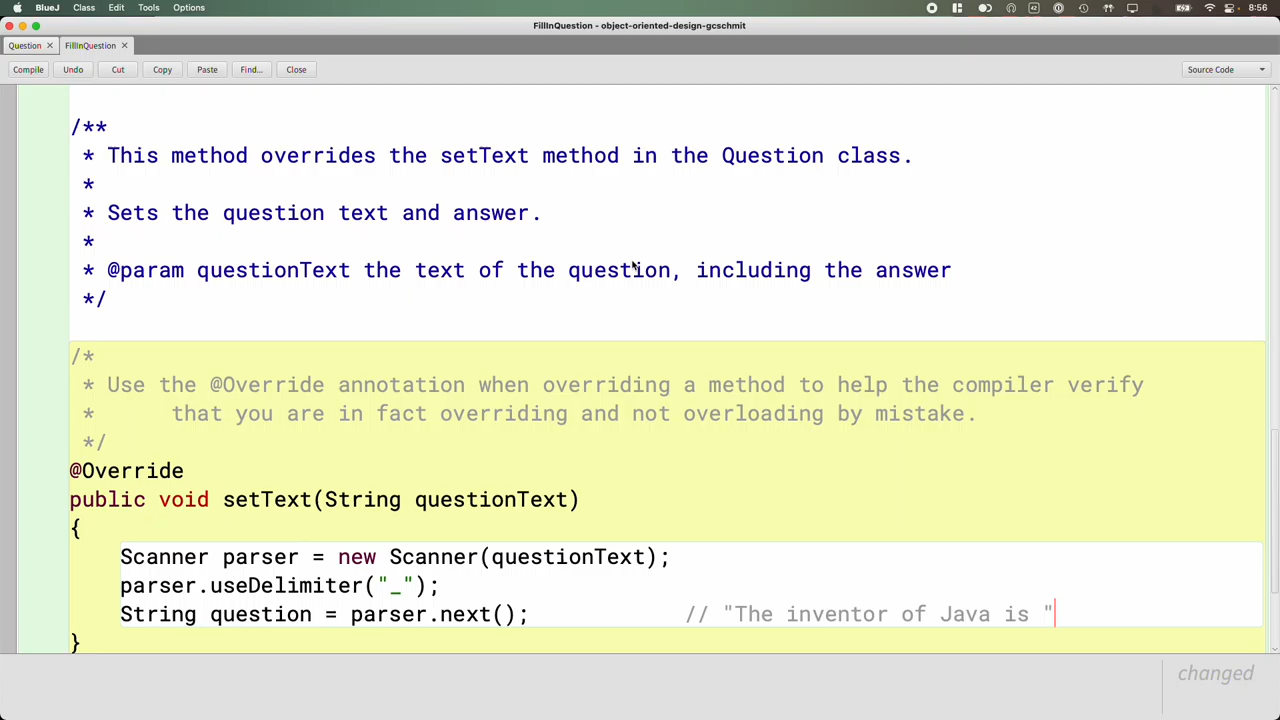 BlueJ Class Edit Tools Options 42 8:56
FillInQuestion - object-oriented-design-gcschmit
Question × FillInQuestion ×
Compile Undo Cut Copy Paste Find... Close Source Code
/**
* This method overrides the setText method in the Question class.
*
* Sets the question text and answer.
*
* @param questionText the text of the question, including the answer
*/
/*
* Use the @Override annotation when overriding a method to help the compiler verify
* that you are in fact overriding and not overloading by mistake.
*/
@Override
public void setText(String questionText)
{
Scanner parser = new Scanner(questionText);
parser.useDelimiter("_");
String question = parser.next(); // "The inventor of Java is "
}
changed